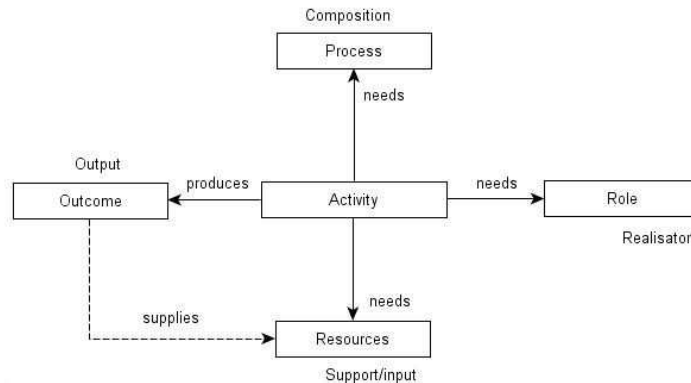 Composition
Process
needs
Output
produces
needs
Outcome
Activity
Role
Realisator
needs
supplies
Resources
Support/input